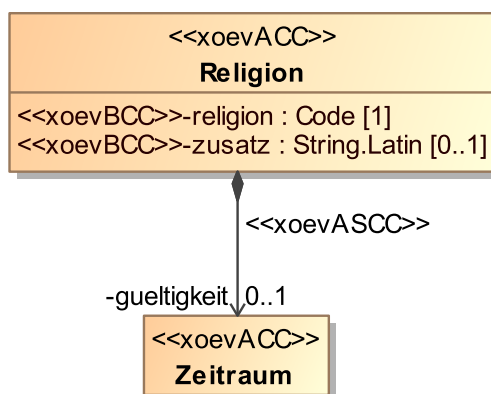 <<xoevACC>>
Religion
<<xoevBCC>>-religion : Code [1]
<<xoevBCC>>-zusatz : String.Latin [0..1]
<<xoevASCC>>
-gueltigkeit 0..1
<<xoevACC>>
Zeitraum